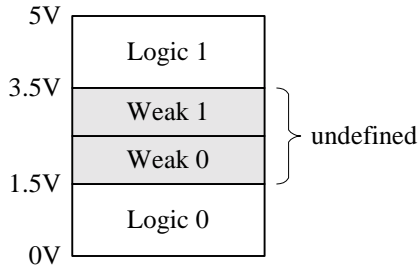 5V
Logic 1
3.5V
Weak 1
undefined
Weak 0
1.5V
Logic 0
0V